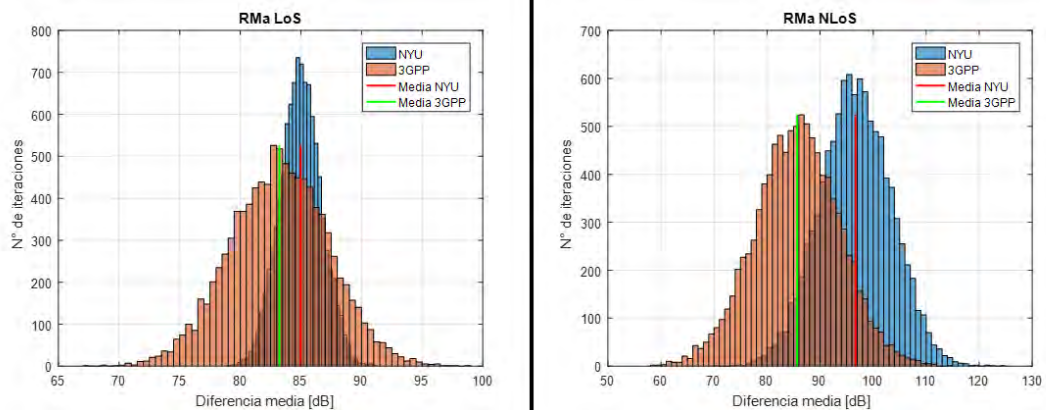 RMa LoS
800
700
600
500
400
300
200
100
0
N° de iteraciones
65 70 75 80 85 90 95 100
Diferencia media [dB]
NYU
3GPP
Media NYU
Media 3GPP
RMa NLoS
700
600
500
400
300
200
100
0
N° de iteraciones
50 60 70 80 90 100 110 120 130
Diferencia media [dB]
NYU
3GPP
Media NYU
Media 3GPP